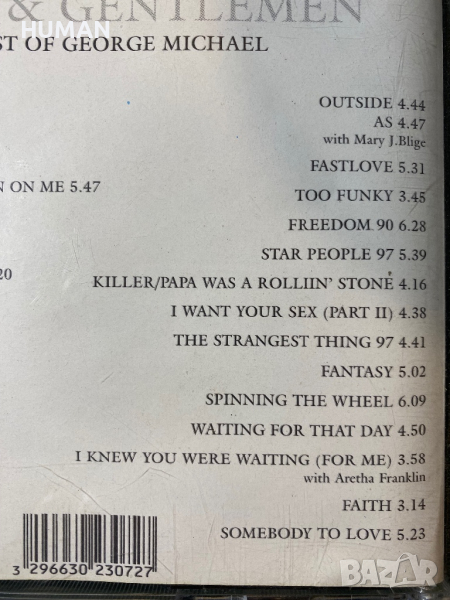 & GENTLEMEN
HUMAN
ST OF GEORGE MICHAEL
OUTSIDE 4.44
AS 4.47
with Mary J.Blige
FASTLOVE 5.31
N ON ME 5.47
TOO FUNKY 3.45
FREEDOM 90 6.28
STAR PEOPLE 97 5.39
20
KILLER/PAPA WAS A ROLLIIN' STONE 4.16
I WANT YOUR SEX (PART II) 4.38
THE STRANGEST THING 97 4.41
FANTASY 5.02
SPINNING THE WHEEL 6.09
WAITING FOR THAT DAY 4.50
I KNEW YOU WERE WAITING (FOR ME) 3.58
with Aretha Franklin
FAITH 3.14
SOMEBODY TO LOVE 5.23
3 296630 230727
BAZAR